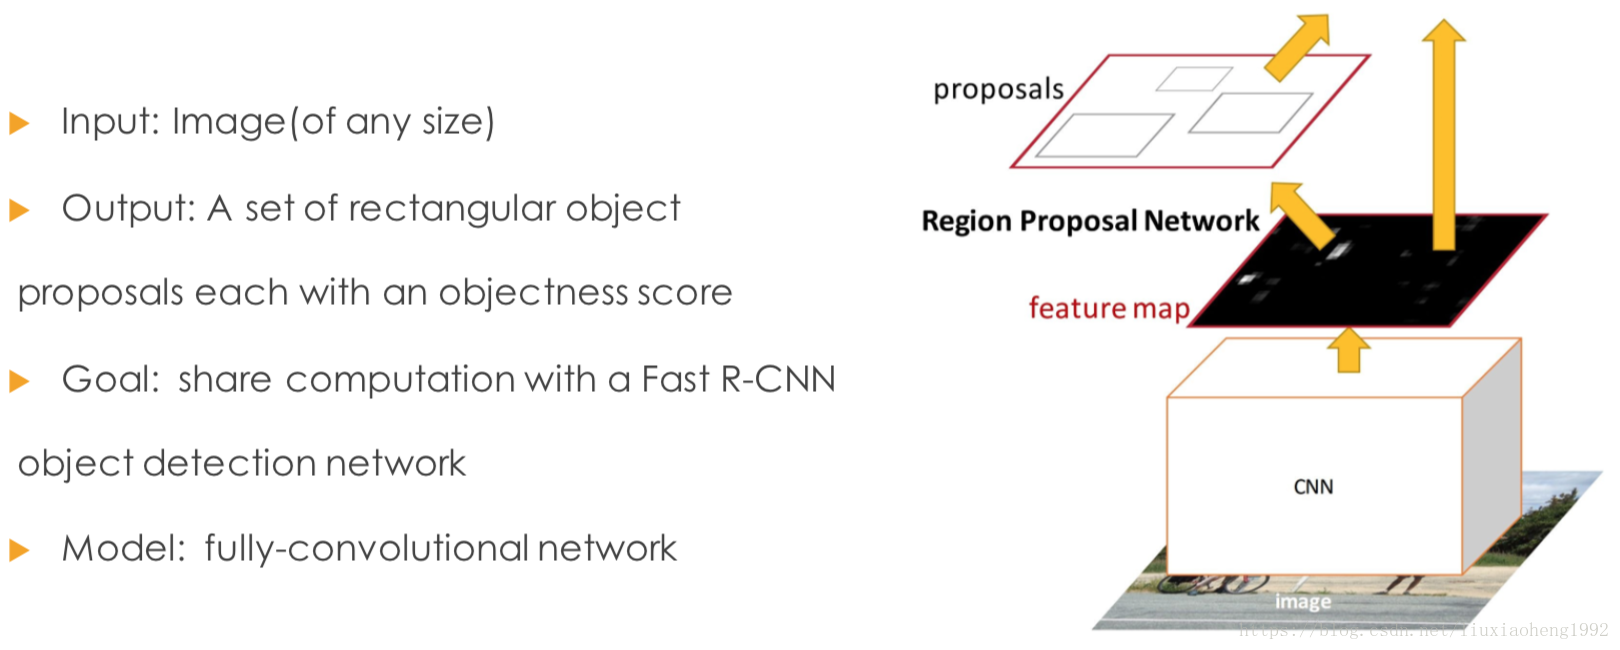 Input: Image(of any size)
Output: A set of rectangular object
proposals each with an objectness score
Goal: share computation with a Fast R-CNN
object detection network
Model: fully-convolutional network
proposals
Region Proposal Network
feature map
CNN
image
https://blog.csdn.net/liuxiaoheng1992